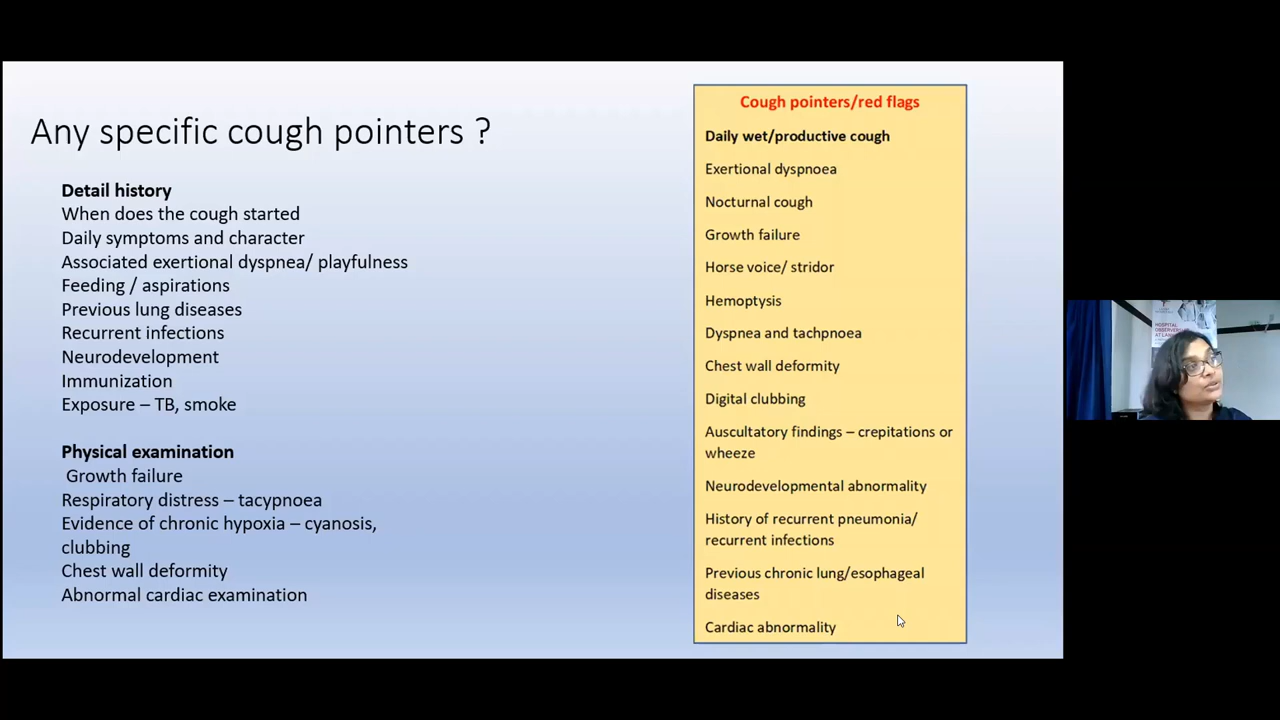 Any specific cough pointers ?
Detail history
When does the cough started
Daily symptoms and character
Associated exertional dyspnea/ playfulness
Feeding / aspirations
Previous lung diseases
Recurrent infections
Neurodevelopment
Immunization
Exposure – TB, smoke
Physical examination
Growth failure
Respiratory distress – tacypnoea
Evidence of chronic hypoxia – cyanosis,
clubbing
Chest wall deformity
Abnormal cardiac examination
Cough pointers/red flags
Daily wet/productive cough
Exertional dyspnoea
Nocturnal cough
Growth failure
Horse voice/ stridor
Hemoptysis
Dyspnea and tachpnoea
Chest wall deformity
Digital clubbing
Auscultatory findings – crepitations or
wheeze
Neurodevelopmental abnormality
History of recurrent pneumonia/
recurrent infections
Previous chronic lung/esophageal
diseases
Cardiac abnormality
HOSPITAL